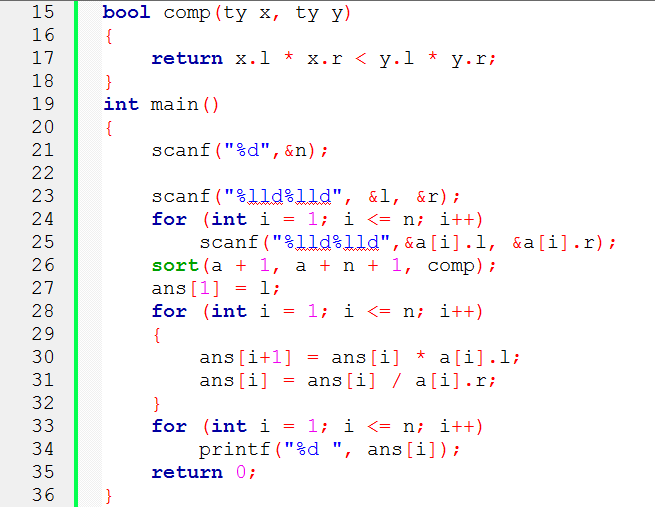 15 bool comp(ty x, ty y)
16 {
17     return x.l * x.r < y.l * y.r;
18 }
19 int main()
20 {
21     scanf("%d",&n);
22
23     scanf("%lld%lld", &l, &r);
24     for (int i = 1; i <= n; i++)
25         scanf("%lld%lld",&a[i].l, &a[i].r);
26     sort(a + 1, a + n + 1, comp);
27     ans[1] = l;
28     for (int i = 1; i <= n; i++)
29     {
30         ans[i+1] = ans[i] * a[i].l;
31         ans[i] = ans[i] / a[i].r;
32     }
33     for (int i = 1; i <= n; i++)
34         printf("%d ", ans[i]);
35     return 0;
36 }